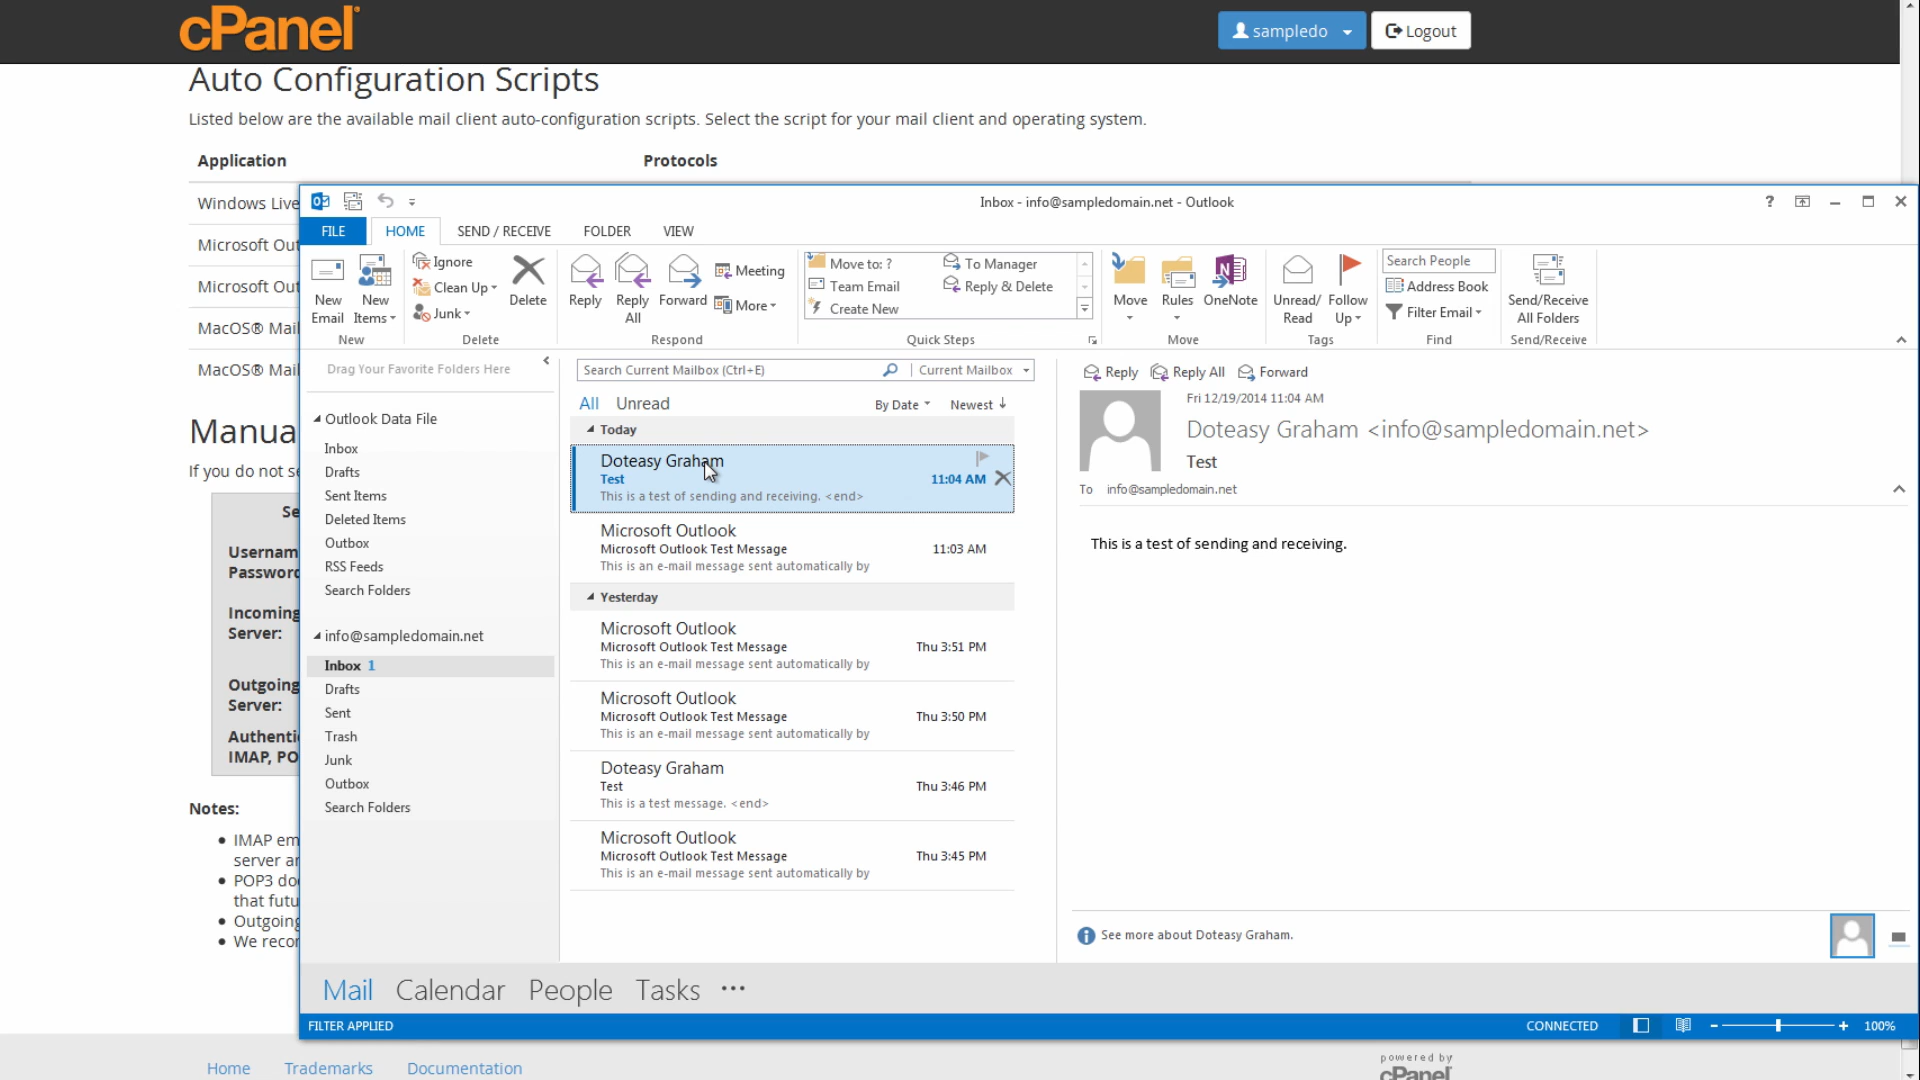 cPanel
sampledo
Logout
Auto Configuration Scripts
Listed below are the available mail client auto-configuration scripts. Select the script for your mail client and operating system.
Application Protocols
Windows Live
Microsoft Out
Microsoft Out
MacOS® Mail
MacOS® Mail
Manua
If you do not se
Se
Usernam
Password
Incoming
Server:
Outgoing
Server:
Authenti
IMAP, PO
Notes:
IMAP em
server an
POP3 do
that futu
Outgoing
We recor
Inbox - info@sampledomain.net - Outlook
FILE HOME SEND / RECEIVE FOLDER VIEW
New Email
New Items
New
Ignore
Clean Up
Junk
Delete
Delete
Reply
Reply All
Forward
Meeting
More
Respond
Move to: ?
Team Email
Create New
To Manager
Reply & Delete
Quick Steps
Move
Rules
OneNote
Move
Unread/ Read
Follow Up
Tags
Search People
Address Book
Filter Email
Find
Send/Receive All Folders
Send/Receive
Drag Your Favorite Folders Here
Outlook Data File
Inbox
Drafts
Sent Items
Deleted Items
Outbox
RSS Feeds
Search Folders
info@sampledomain.net
Inbox 1
Drafts
Sent
Trash
Junk
Outbox
Search Folders
Search Current Mailbox (Ctrl+E) Current Mailbox
All Unread By Date Newest
Today
Doteasy Graham
Test 11:04 AM
This is a test of sending and receiving. <end>
Microsoft Outlook
Microsoft Outlook Test Message 11:03 AM
This is an e-mail message sent automatically by
Yesterday
Microsoft Outlook
Microsoft Outlook Test Message Thu 3:51 PM
This is an e-mail message sent automatically by
Microsoft Outlook
Microsoft Outlook Test Message Thu 3:50 PM
This is an e-mail message sent automatically by
Doteasy Graham
Test Thu 3:46 PM
This is a test message. <end>
Microsoft Outlook
Microsoft Outlook Test Message Thu 3:45 PM
This is an e-mail message sent automatically by
Reply Reply All Forward
Fri 12/19/2014 11:04 AM
Doteasy Graham <info@sampledomain.net>
Test
To info@sampledomain.net
This is a test of sending and receiving.
See more about Doteasy Graham.
Mail Calendar People Tasks •••
FILTER APPLIED CONNECTED 100%
Home Trademarks Documentation
powered by
cPanel